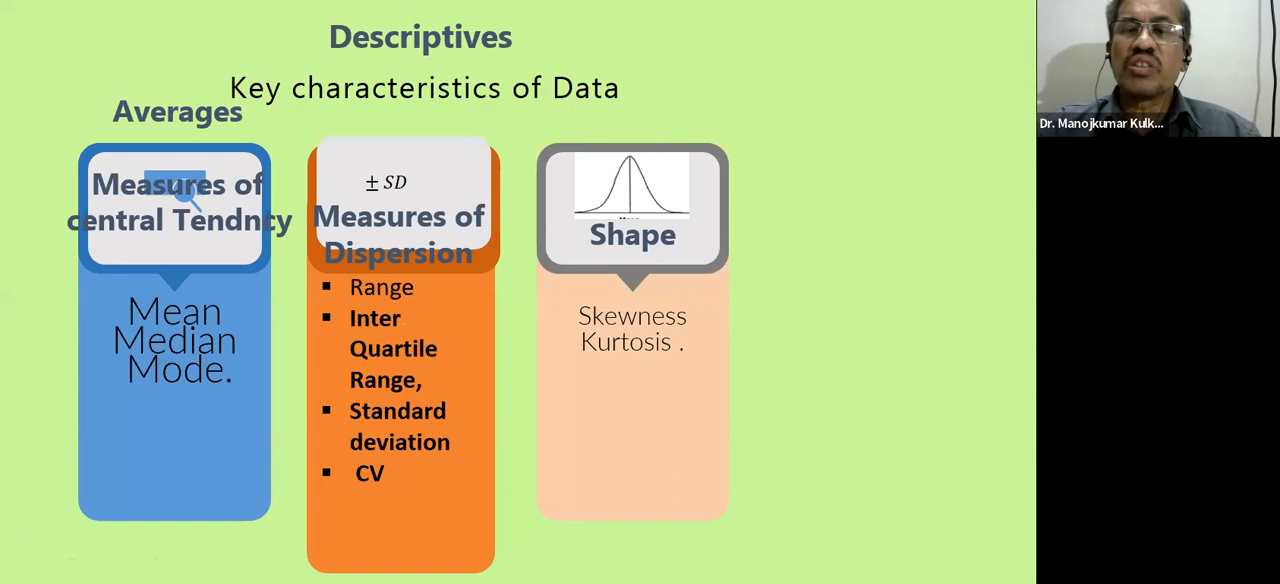 Descriptives
Key characteristics of Data
Averages
Measures of
central Tendncy
Mean
Median
Mode.
± SD
Measures of
Dispersion
▪ Range
▪ Inter
Quartile
Range,
▪ Standard
deviation
▪ CV
Shape
Skewness
Kurtosis .
Dr. Manojkumar Kulk...